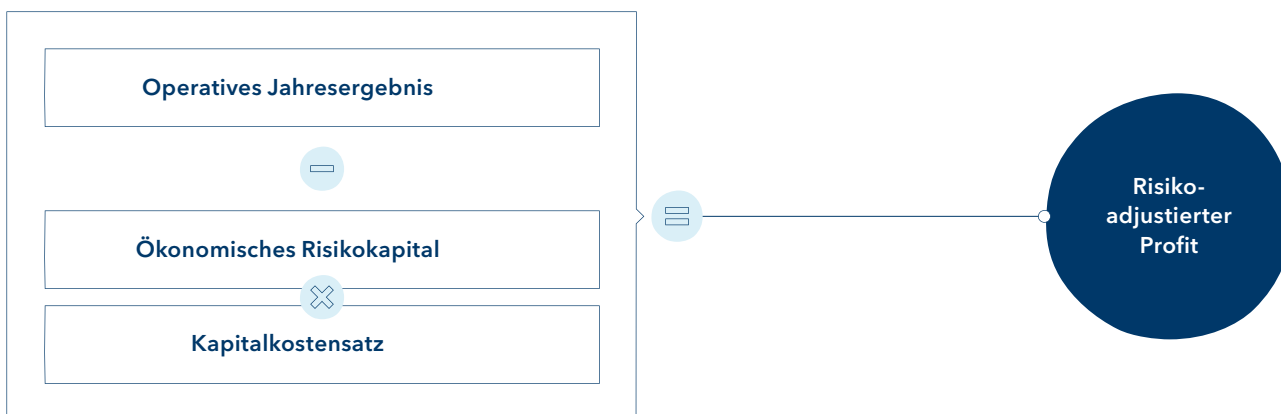 Operatives Jahresergebnis
Ökonomisches Risikokapital
Kapitalkostensatz
Risiko-
adjustierter
Profit